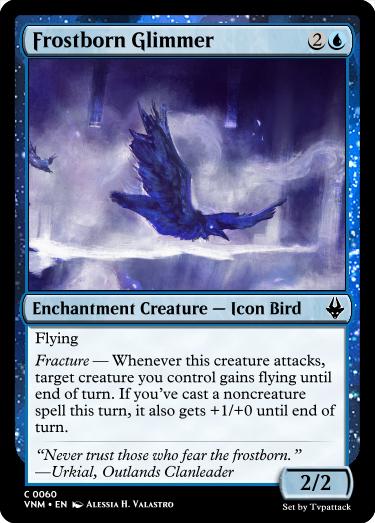 Frostborn Glimmer 2
Enchantment Creature — Icon Bird
Flying
Fracture — Whenever this creature attacks,
target creature you control gains flying until
end of turn. If you've cast a noncreature
spell this turn, it also gets +1/+0 until end of
turn.
“Never trust those who fear the frostborn.”
—Urkial, Outlands Clanleader
2/2
C 0060
VNM • EN ALESSIA H. VALASTRO
Set by Tvpattack